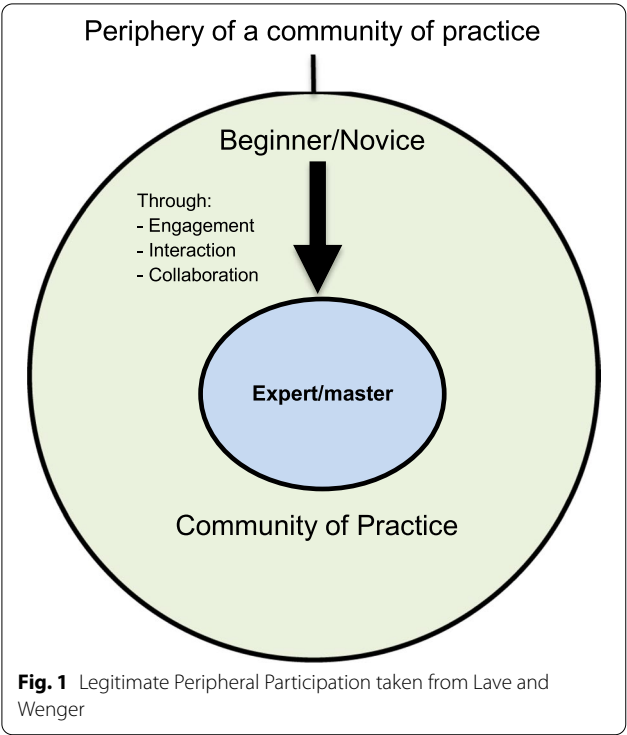 Periphery of a community of practice
Beginner/Novice
Through:
- Engagement
- Interaction
- Collaboration
Expert/master
Community of Practice
Fig. 1 Legitimate Peripheral Participation taken from Lave and
Wenger